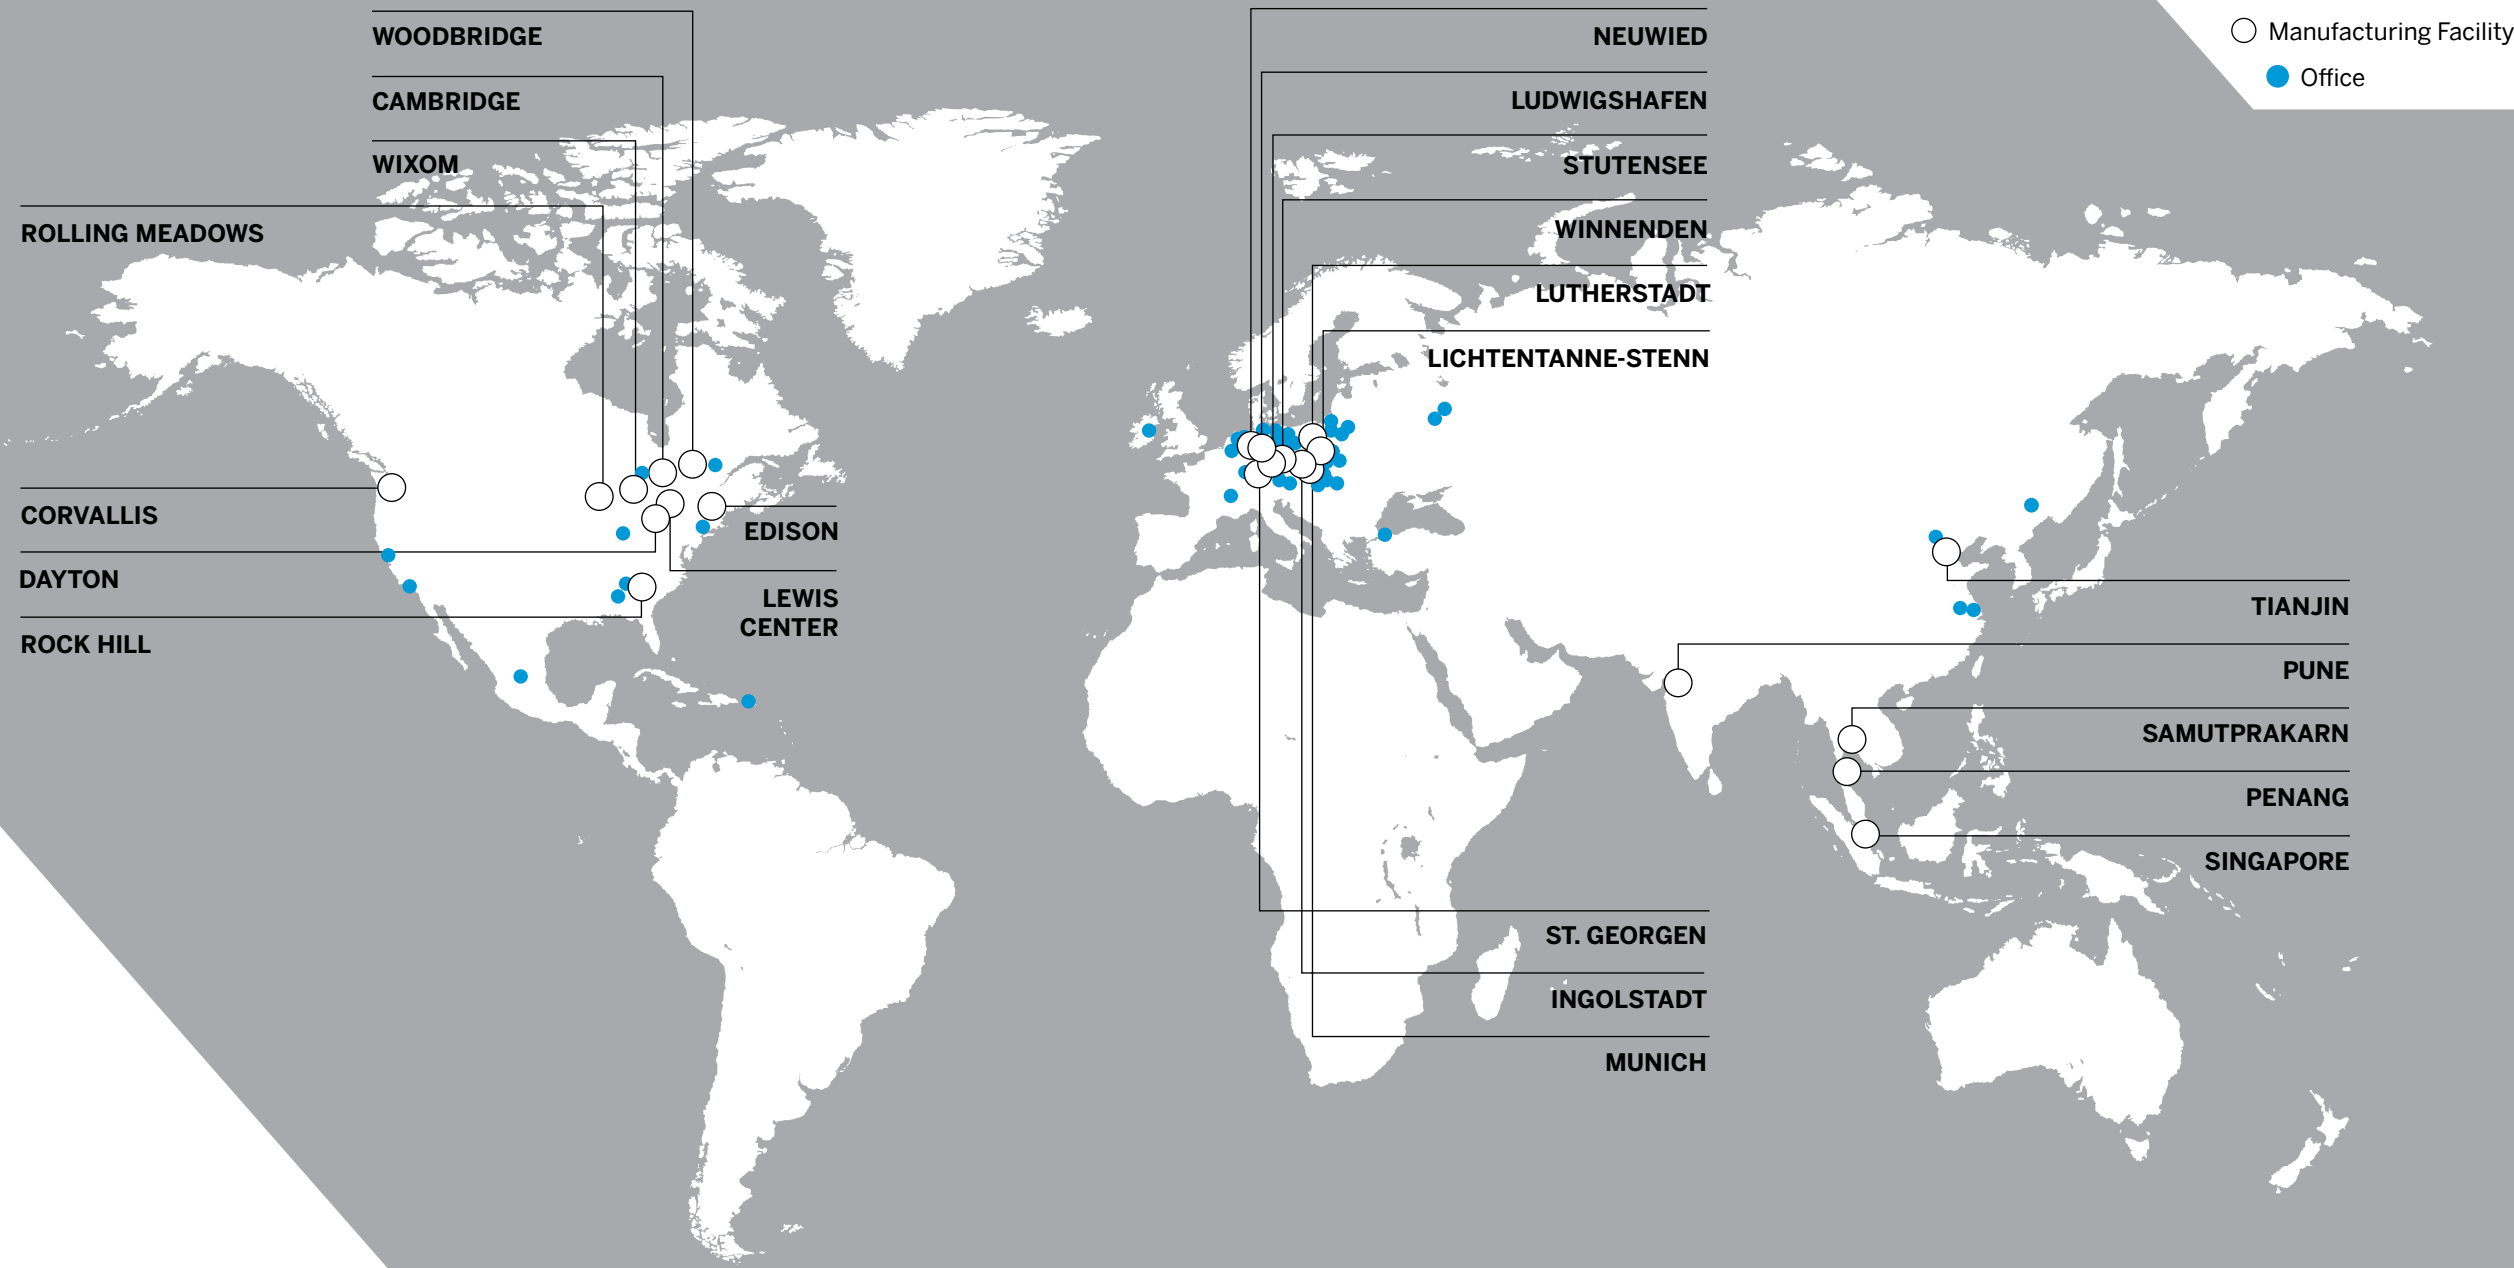 WOODBRIDGE
CAMBRIDGE
WIXOM
ROLLING MEADOWS
CORVALLIS
DAYTON
ROCK HILL
EDISON
LEWIS
CENTER
NEUWIED
LUDWIGSHAFEN
STUTENSEE
WINNENDEN
LUTHERSTADT
LICHTENTANNE-STENN
ST. GEORGEN
INGOLSTADT
MUNICH
Manufacturing Facility
Office
TIANJIN
PUNE
SAMUTPRAKARN
PENANG
SINGAPORE